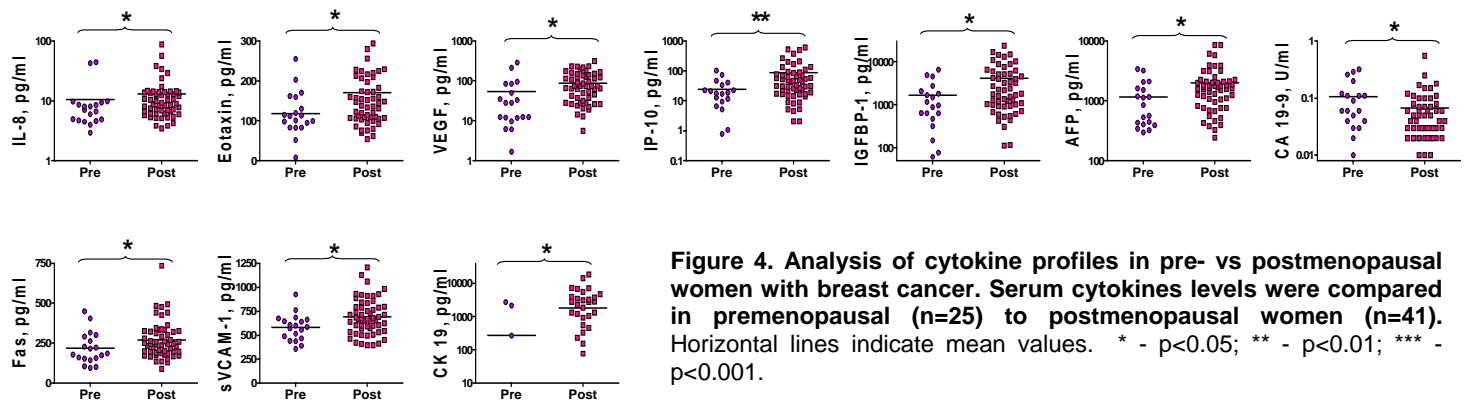 * * * ** * * *
IL-8, pg/ml 100 10 1 Pre Post
Eotaxin, pg/ml 300 200 100 0 Pre Post
VEGF, pg/ml 1000 100 10 1 Pre Post
IP-10, pg/ml 1000 100 10 1 0.1 Pre Post
IGFBP-1, pg/ml 10000 1000 100 Pre Post
AFP, pg/ml 10000 1000 100 Pre Post
CA 19-9, U/ml 1 0.1 0.01 Pre Post
* * *
Fas, pg/ml 750 500 250 0 Pre Post
sVCAM-1, pg/ml 1250 1000 750 500 250 0 Pre Post
CK 19, pg/ml 10000 1000 100 10 Pre Post
Figure 4. Analysis of cytokine profiles in pre- vs postmenopausal
women with breast cancer. Serum cytokines levels were compared
in premenopausal (n=25) to postmenopausal women (n=41).
Horizontal lines indicate mean values. * - p<0.05; ** - p<0.01; *** -
p<0.001.